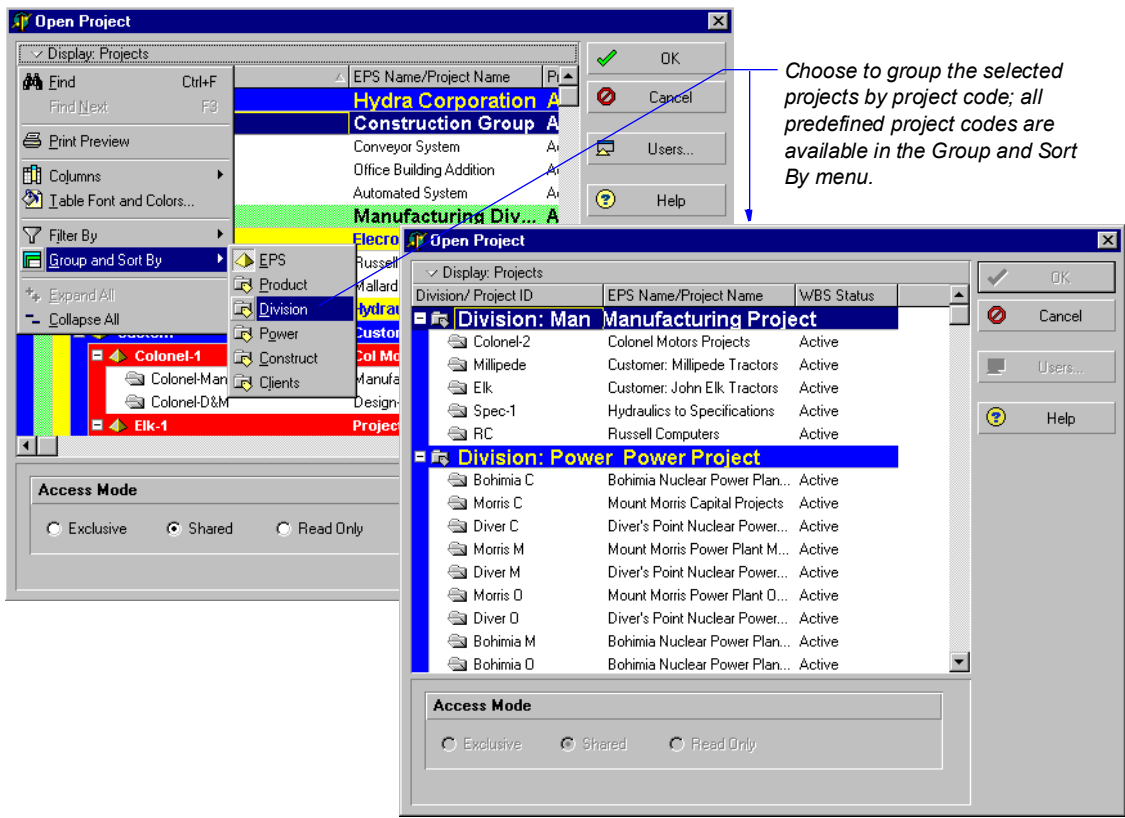 Open Project
Display: Projects
Find Ctrl+F
Find Next F3
Print Preview
Columns
Table Font and Colors...
Filter By
Group and Sort By
Expand All
Collapse All
EPS
Product
Division
Power
Construct
Clients
EPS Name/Project Name
Hydra Corporation A
Construction Group A
Conveyor System
Office Building Addition
Automated System
Manufacturing Div... A
Elecro
Russell
Mallard
Hydrau
Custom
Colonel-1 Col Mo
Colonel-Man Manufa
Colonel-D&M Design-
Elk-1 Project
OK
Cancel
Users...
Help
Access Mode
Exclusive Shared Read Only
Choose to group the selected
projects by project code; all
predefined project codes are
available in the Group and Sort
By menu.
Open Project
Display: Projects
Division/ Project ID EPS Name/Project Name WBS Status
Division: Man Manufacturing Project
Colonel-2 Colonel Motors Projects Active
Millipede Customer: Millipede Tractors Active
Elk Customer: John Elk Tractors Active
Spec-1 Hydraulics to Specifications Active
RC Russell Computers Active
Division: Power Power Project
Bohimia C Bohimia Nuclear Power Plan... Active
Morris C Mount Morris Capital Projects Active
Diver C Diver's Point Nuclear Power... Active
Morris M Mount Morris Power Plant M... Active
Diver M Diver's Point Nuclear Power... Active
Morris O Mount Morris Power Plant O... Active
Diver O Diver's Point Nuclear Power... Active
Bohimia M Bohimia Nuclear Power Plan... Active
Bohimia O Bohimia Nuclear Power Plan... Active
OK
Cancel
Users...
Help
Access Mode
Exclusive Shared Read Only